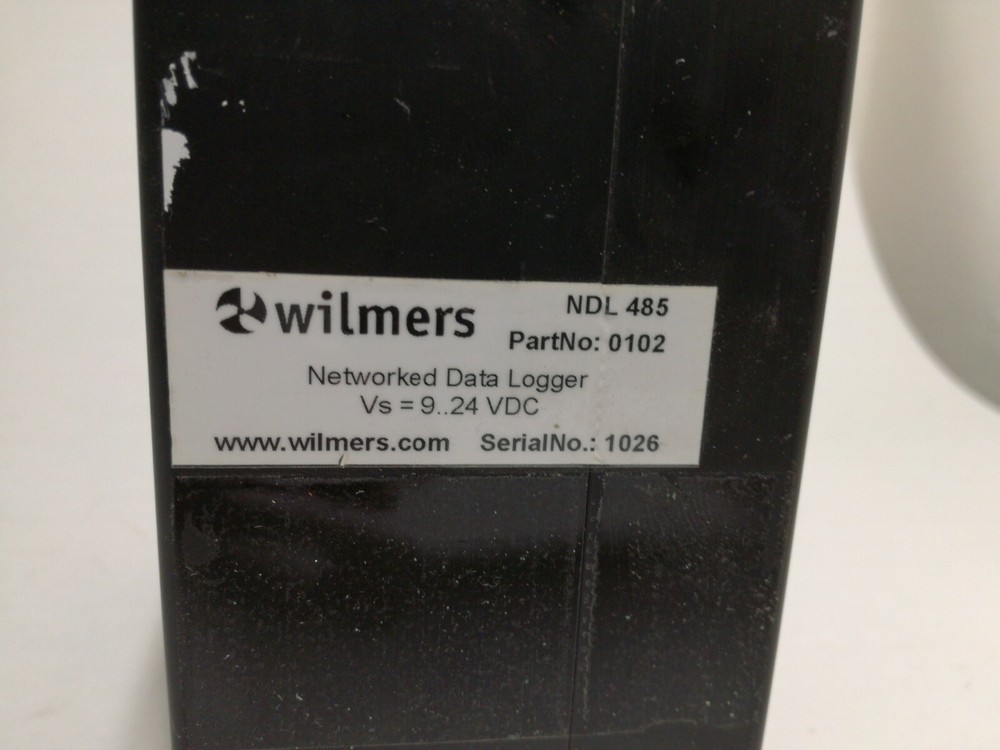 wilmers NDL 485
PartNo: 0102
Networked Data Logger
Vs = 9..24 VDC
www.wilmers.com SerialNo.: 1026